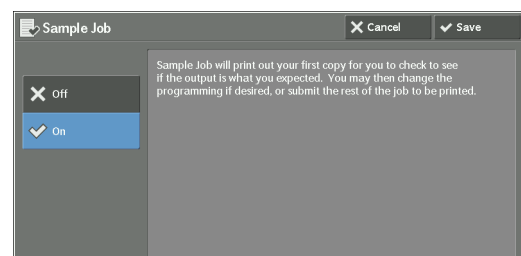 Sample Job
Cancel
Save
Off
On
Sample Job will print out your first copy for you to check to see
if the output is what you expected. You may then change the
programming if desired, or submit the rest of the job to be printed.